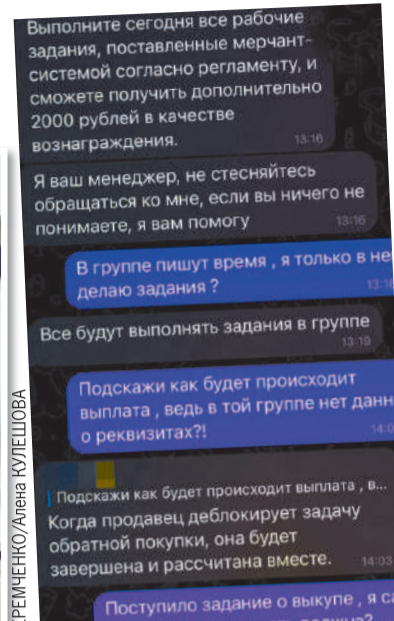 Выполните сегодня все рабочие
задания, поставленные мерчант-
системой согласно регламенту, и
сможете получить дополнительно
2000 рублей в качестве
вознаграждения.
13:16
Я ваш менеджер, не стесняйтесь
обращаться ко мне, если вы ничего не
понимаете, я вам помогу
13:16
В группе пишут время , я только в не
делаю задания ?
13:16
Все будут выполнять задания в группе
13:19
Подскажи как будет происходит
выплата , ведь в той группе нет данн
о реквизитах?!
14:0
Подскажи как будет происходит выплата , в...
Когда продавец деблокирует задачу
обратной покупки, она будет
завершена и рассчитана вместе.
14:03
Поступило задание о выкупе , я са
РЕМЧЕНКО/Алена КУЛЕШОВА